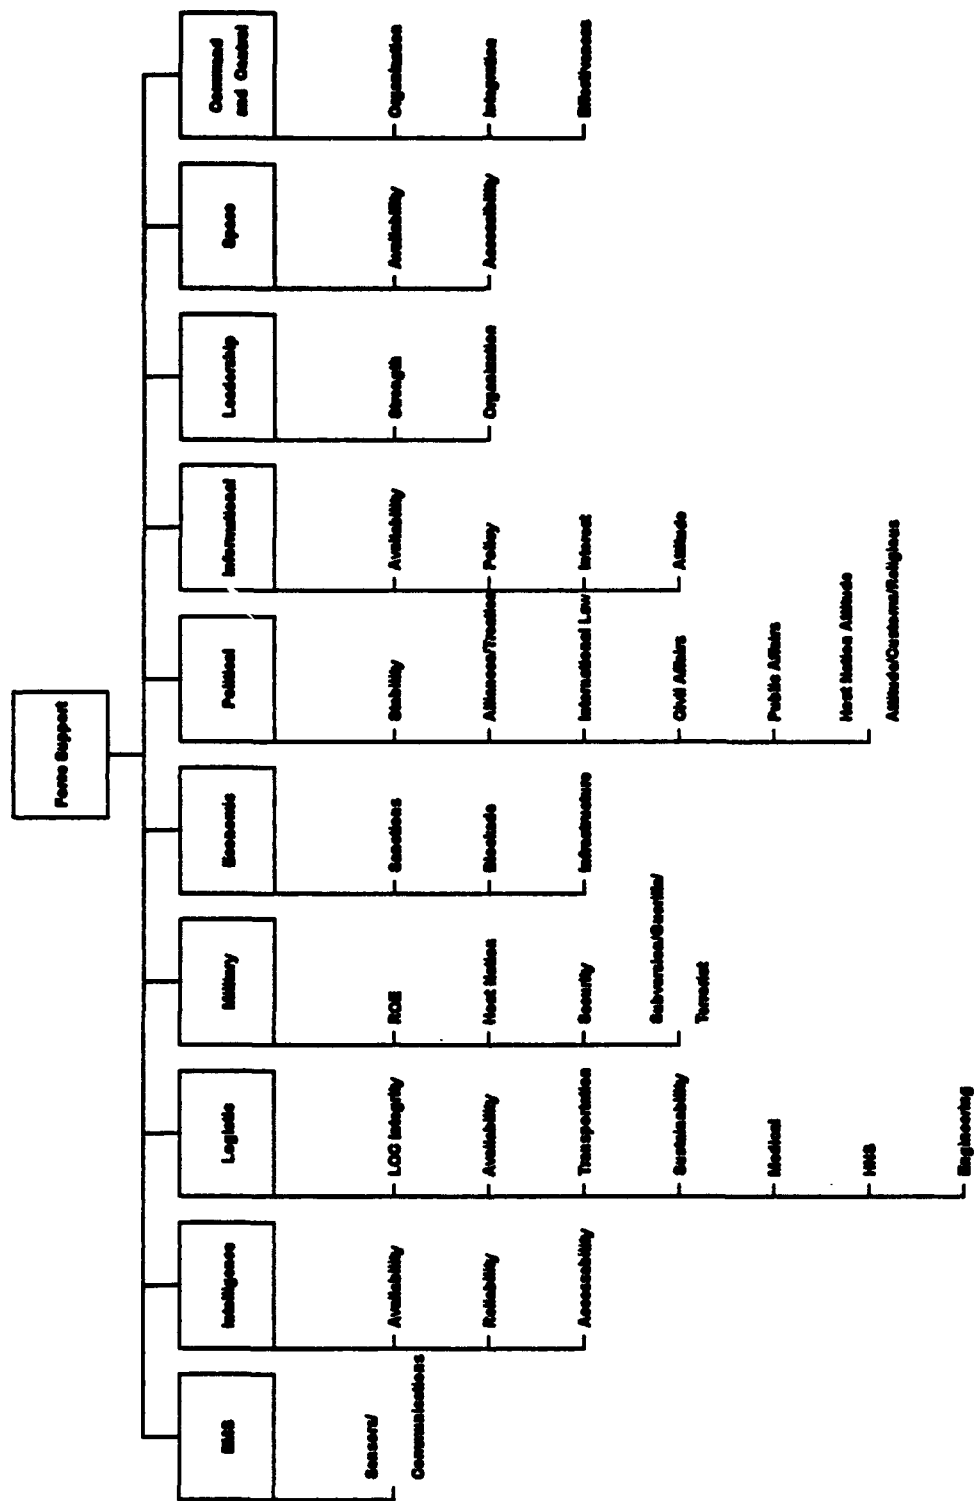 Force Support
EMS
Sensors/
Communications
Intelligence
Availability
Reliability
Accessability
Logistic
LOC Integrity
Availability
Transportation
Sustainability
Medical
HNS
Engineering
Military
ROE
Host Nation
Security
Subversion/Guerilla/
Terrorist
Economic
Sanctions
Blockade
Infrastructure
Political
Stability
Alliances/Treaties
International Law
Civil Affairs
Public Affairs
Host Nation Attitude
Attitude/Customs/Religious
Informational
Availability
Policy
Interest
Attitude
Leadership
Strength
Organization
Space
Availability
Accessibility
Command
and Control
Organization
Integration
Effectiveness